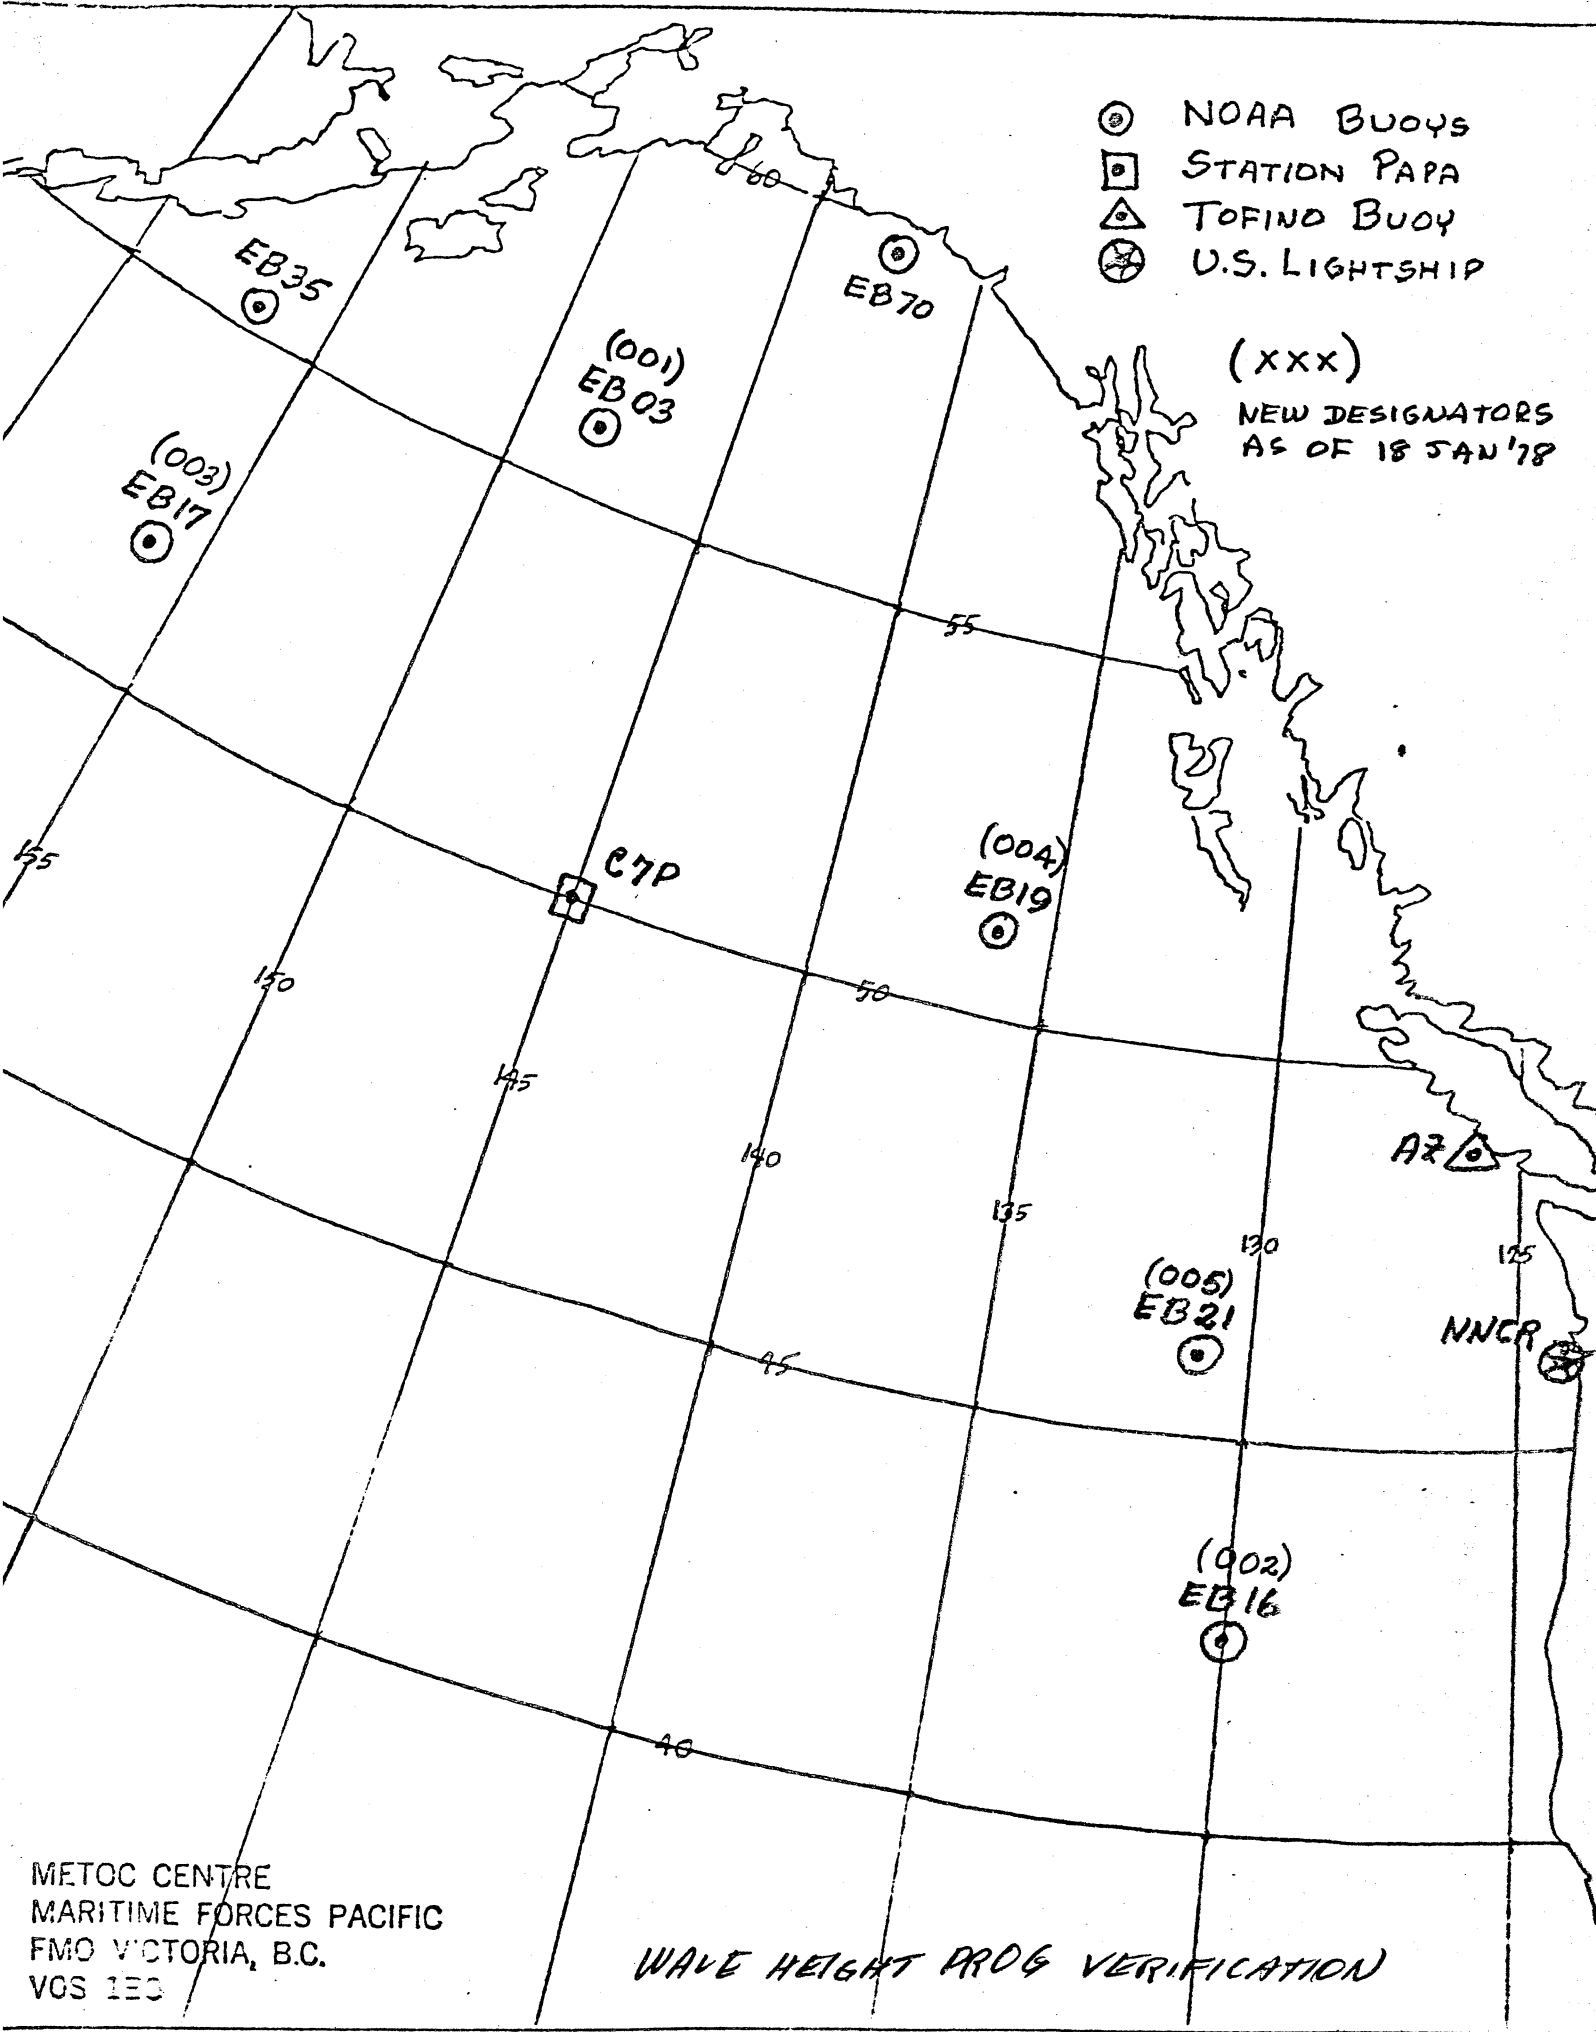 NOAA BUOYS
STATION PAPA
TOFINO BUOY
U.S. LIGHTSHIP
(XXX)
NEW DESIGNATORS
AS OF 18 JAN '78
60
EB35
EB70
(001)
EB03
(003)
EB17
55
(004)
EB19
C7P
155
150
50
145
140
135
130
125
AZ
(005)
EB21
NNCR
45
(002)
EB16
40
METOC CENTRE
MARITIME FORCES PACIFIC
FMO VICTORIA, B.C.
VOS
WAVE HEIGHT PROG VERIFICATION